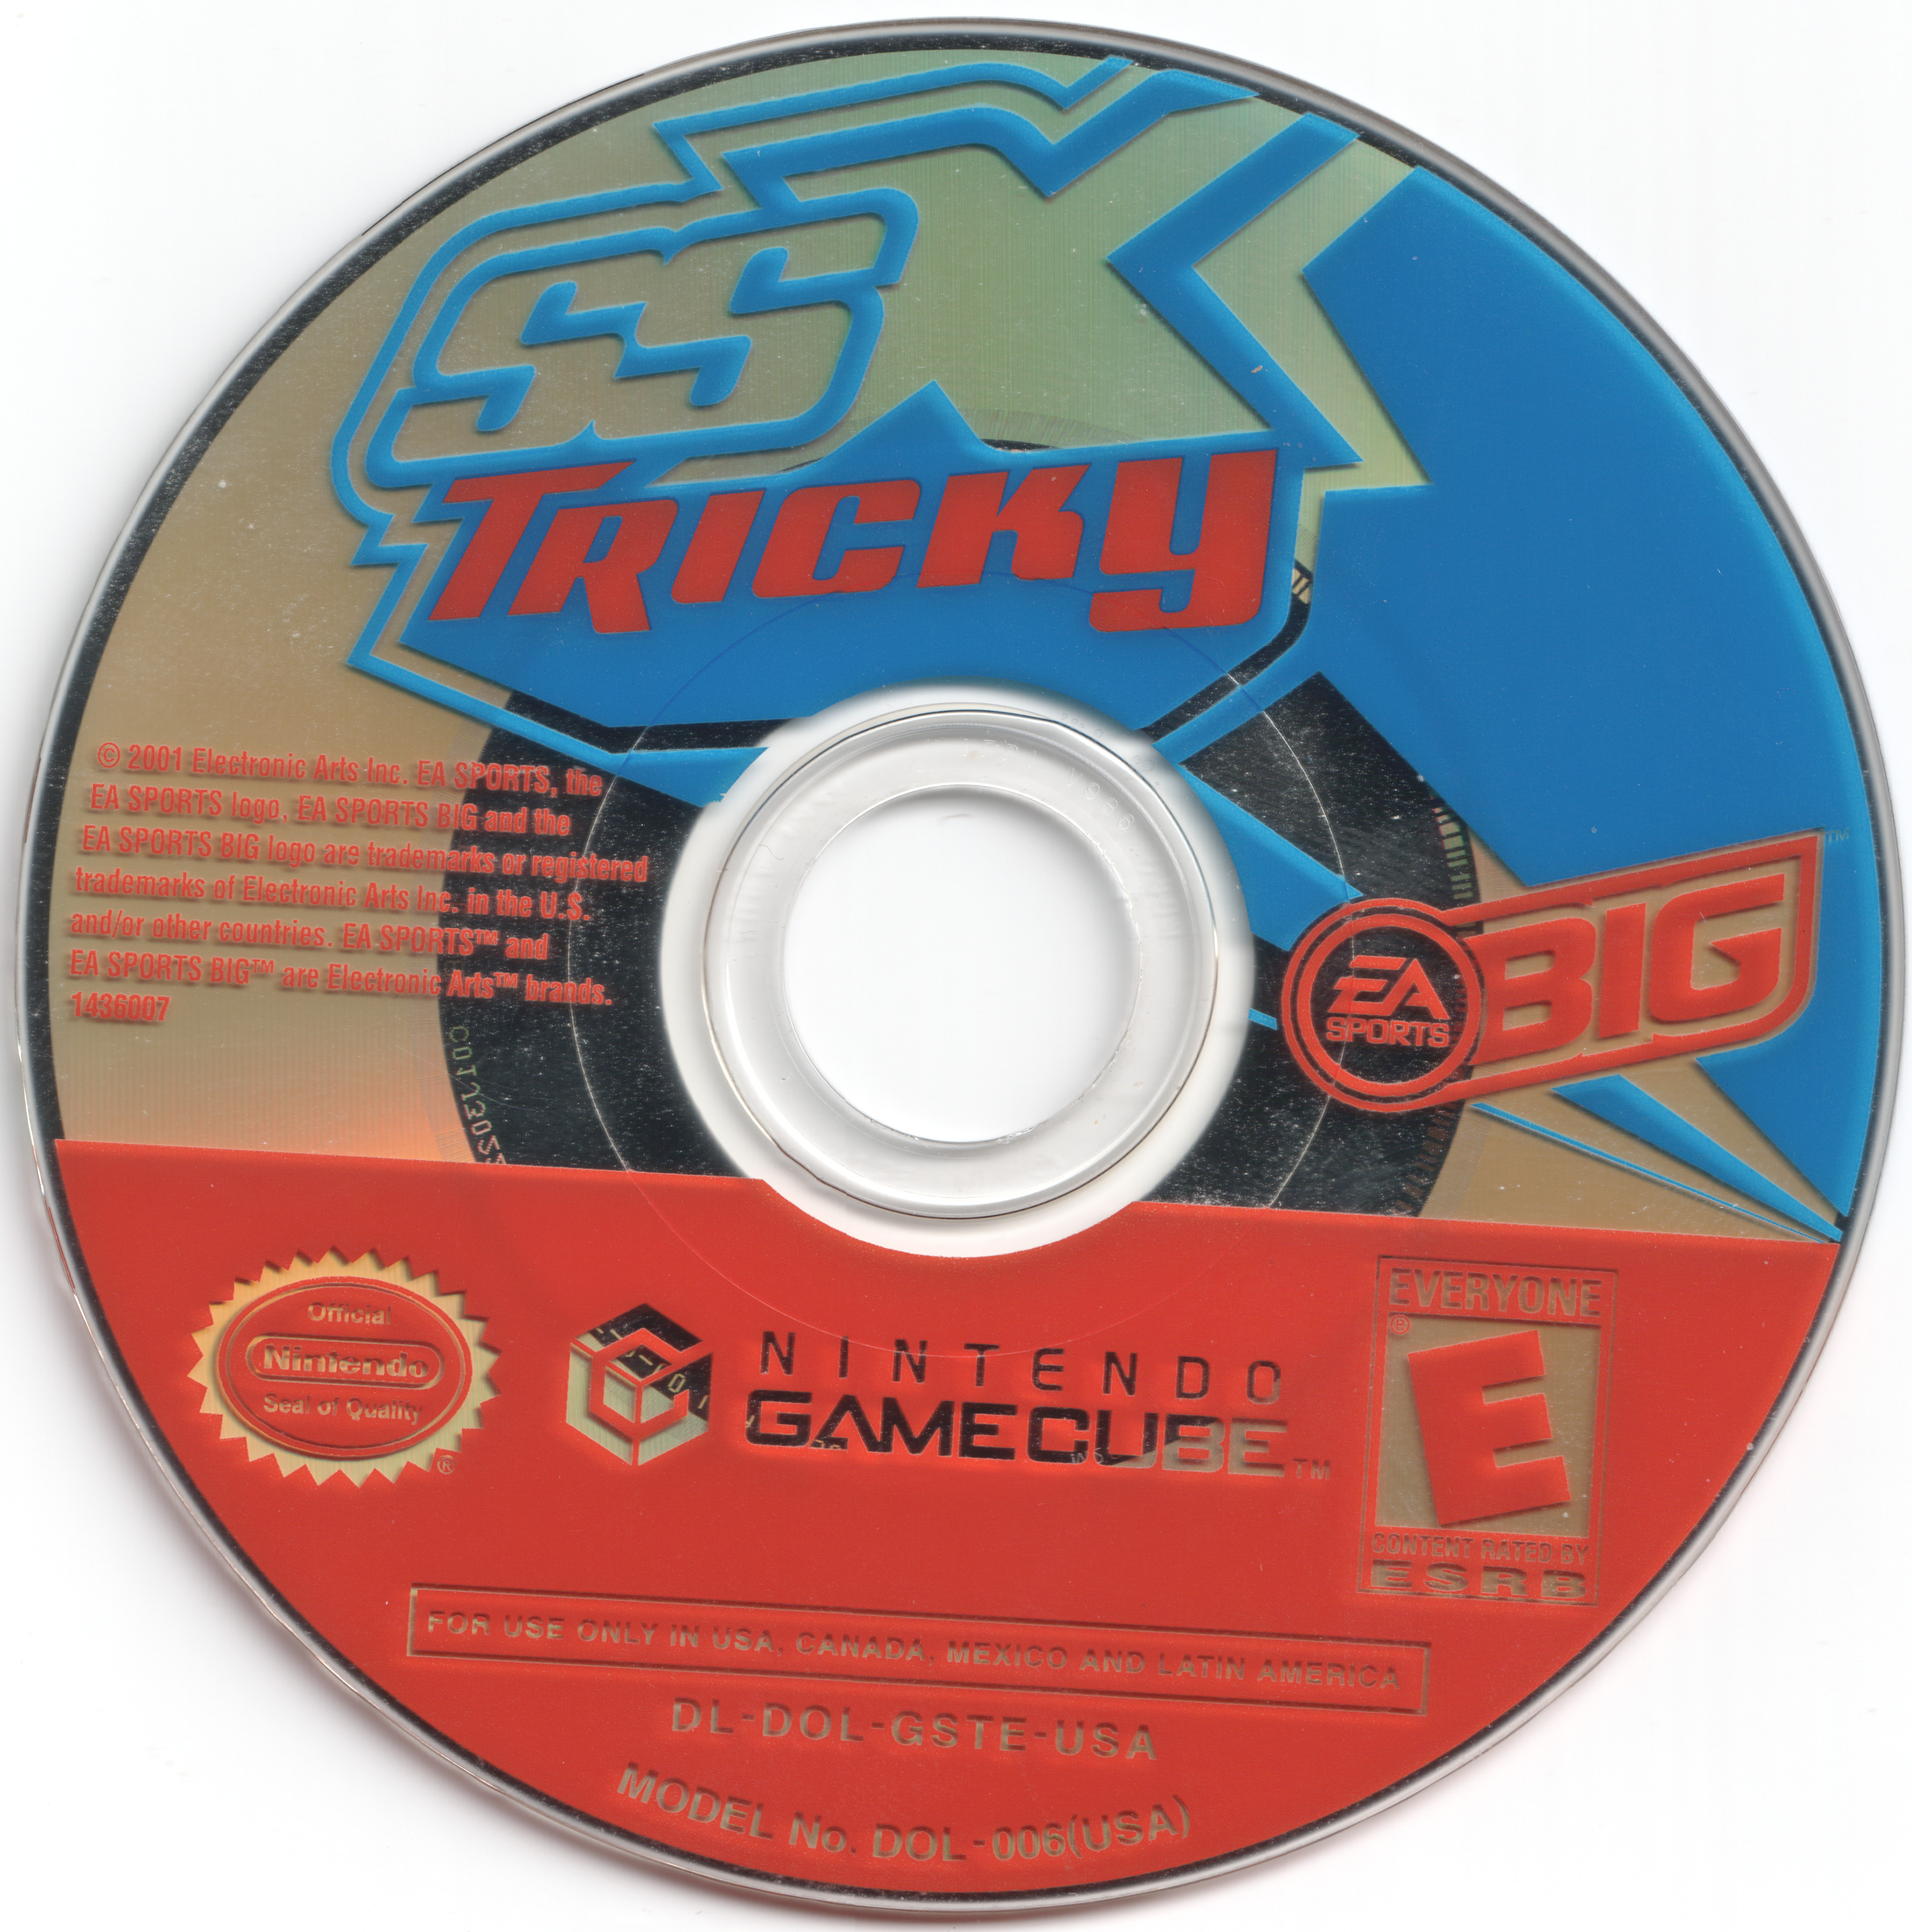 SSX
TRICKY
© 2001 Electronic Arts Inc. EA SPORTS, the
EA SPORTS logo, EA SPORTS BIG and the
EA SPORTS BIG logo are trademarks or registered
trademarks of Electronic Arts Inc. in the U.S.
and/or other countries. EA SPORTS™ and
EA SPORTS BIG™ are Electronic Arts™ brands.
1436007
EA
SPORTS
BIG™
Official
Nintendo
Seal of Quality
®
NINTENDO
GAMECUBE™
EVERYONE
E
CONTENT RATED BY
ESRB
FOR USE ONLY IN USA, CANADA, MEXICO AND LATIN AMERICA
DL-DOL-GSTE-USA
MODEL No. DOL-006(USA)